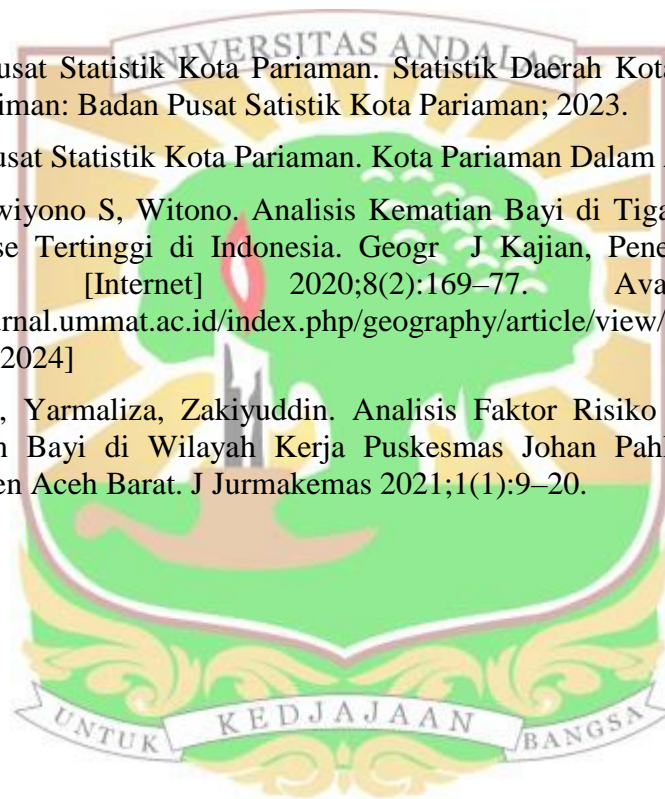 UNIVERSITAS ANDALAS
usat Statistik Kota Pariaman. Statistik Daerah Kota
iman: Badan Pusat Satistik Kota Pariaman; 2023.
usat Statistik Kota Pariaman. Kota Pariaman Dalam
wiyono S, Witono. Analisis Kematian Bayi di Tiga
se Tertinggi di Indonesia. Geogr J Kajian, Pene
[Internet] 2020;8(2):169–77. Ava
rnal.ummat.ac.id/index.php/geography/article/view/
2024]
, Yarmaliza, Zakiyuddin. Analisis Faktor Risiko
n Bayi di Wilayah Kerja Puskesmas Johan Pahl
en Aceh Barat. J Jurmakemas 2021;1(1):9–20.
UNTUK KEDJAJAAN BANGSA